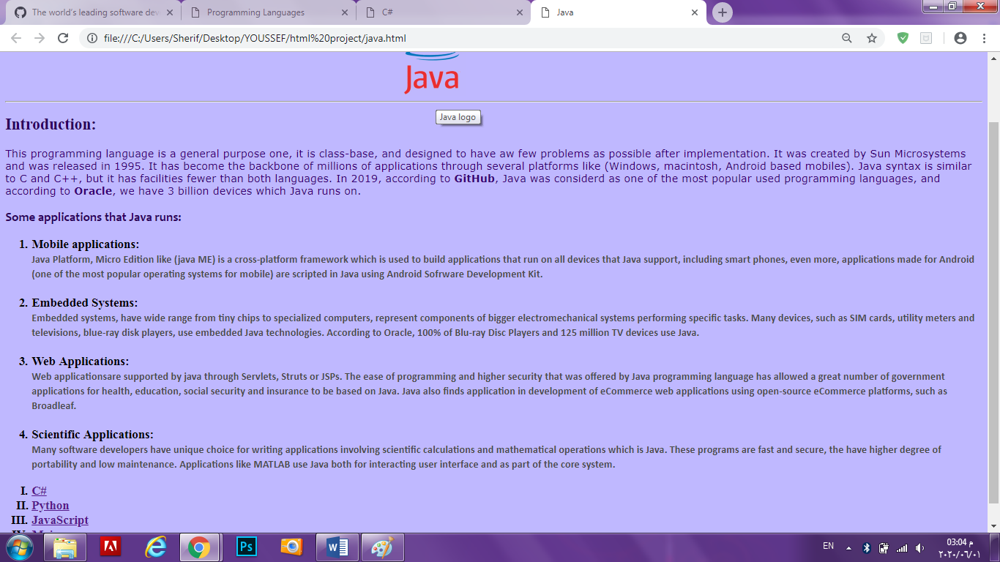 The world's leading software dev
Programming Languages
C#
Java
file:///C:/Users/Sherif/Desktop/YOUSSEF/html%20project/java.html
Java
Java logo
Introduction:
This programming language is a general purpose one, it is class-base, and designed to have aw few problems as possible after implementation. It was created by Sun Microsystems
and was released in 1995. It has become the backbone of millions of applications through several platforms like (Windows, macintosh, Android based mobiles). Java syntax is similar
to C and C++, but it has facilities fewer than both languages. In 2019, according to GitHub, Java was considerd as one of the most popular used programming languages, and
according to Oracle, we have 3 billion devices which Java runs on.
Some applications that Java runs:
1. Mobile applications:
Java Platform, Micro Edition like (java ME) is a cross-platform framework which is used to build applications that run on all devices that Java support, including smart phones, even more, applications made for Android
(one of the most popular operating systems for mobile) are scripted in Java using Android Sofrware Development Kit.
2. Embedded Systems:
Embedded systems, have wide range from tiny chips to specialized computers, represent components of bigger electromechanical systems performing specific tasks. Many devices, such as SIM cards, utility meters and
televisions, blue-ray disk players, use embedded Java technologies. According to Oracle, 100% of Blu-ray Disc Players and 125 million TV devices use Java.
3. Web Applications:
Web applicationsare supported by java through Servlets, Struts or JSPs. The ease of programming and higher security that was offered by Java programming language has allowed a great number of government
applications for health, education, social security and insurance to be based on Java. Java also finds application in development of eCommerce web applications using open-source eCommerce platforms, such as
Broadleaf.
4. Scientific Applications:
Many software developers have unique choice for writing applications involving scientific calculations and mathematical operations which is Java. These programs are fast and secure, the have higher degree of
portability and low maintenance. Applications like MATLAB use Java both for interacting user interface and as part of the core system.
I. C#
II. Python
III. JavaScript
Ps
W
EN
03:04 م
٢٠٢٠/٠٦/٠١